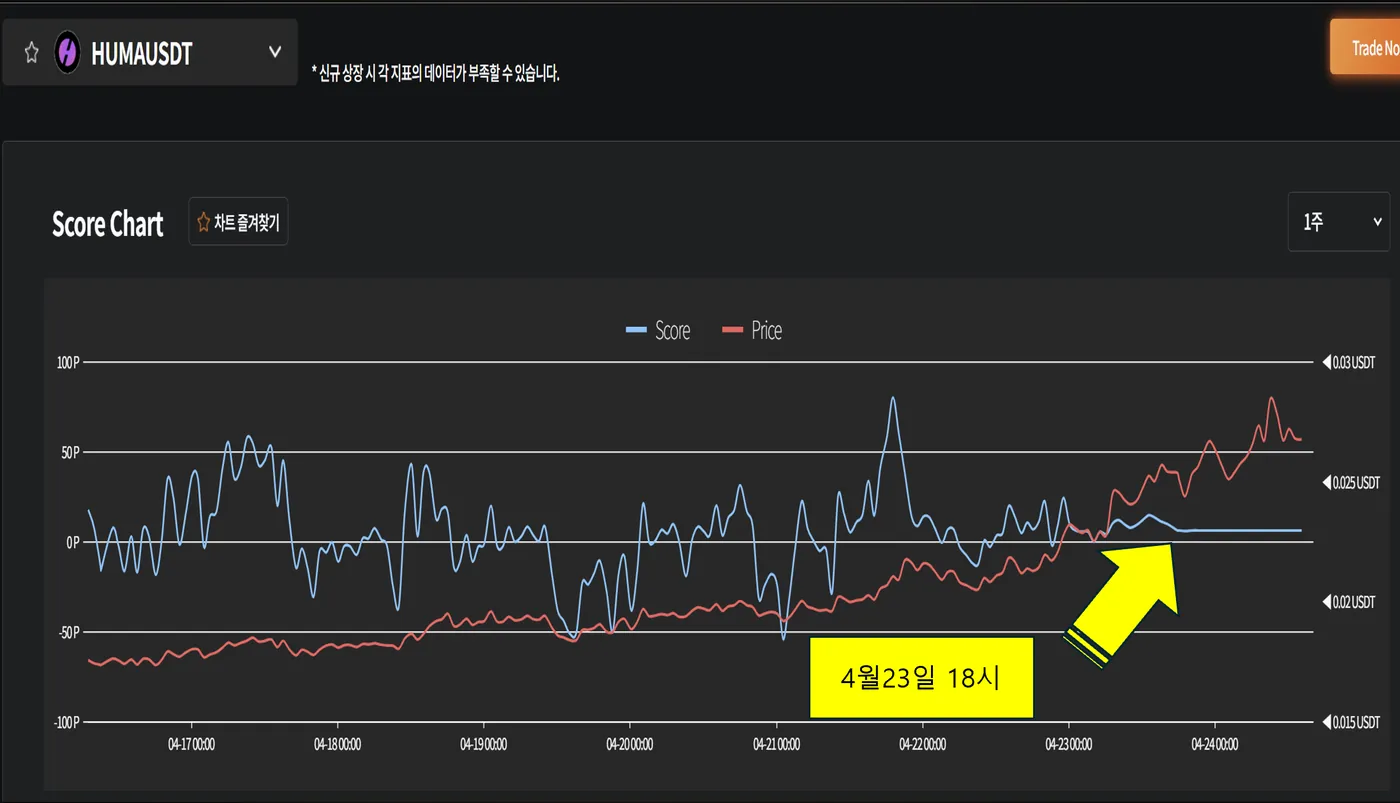 HUMAUSDT
* 신규 상장 시 각 지표의 데이터가 부족할 수 있습니다.
Trade No
Score Chart
차트 즐겨찾기
1주
Score Price
100 P
50 P
0 P
-50 P
-100 P
0.03 USDT
0.025 USDT
0.02 USDT
0.015 USDT
4월23일 18시
04-17 00:00 04-18 00:00 04-19 00:00 04-20 00:00 04-21 00:00 04-22 00:00 04-23 00:00 04-24 00:00